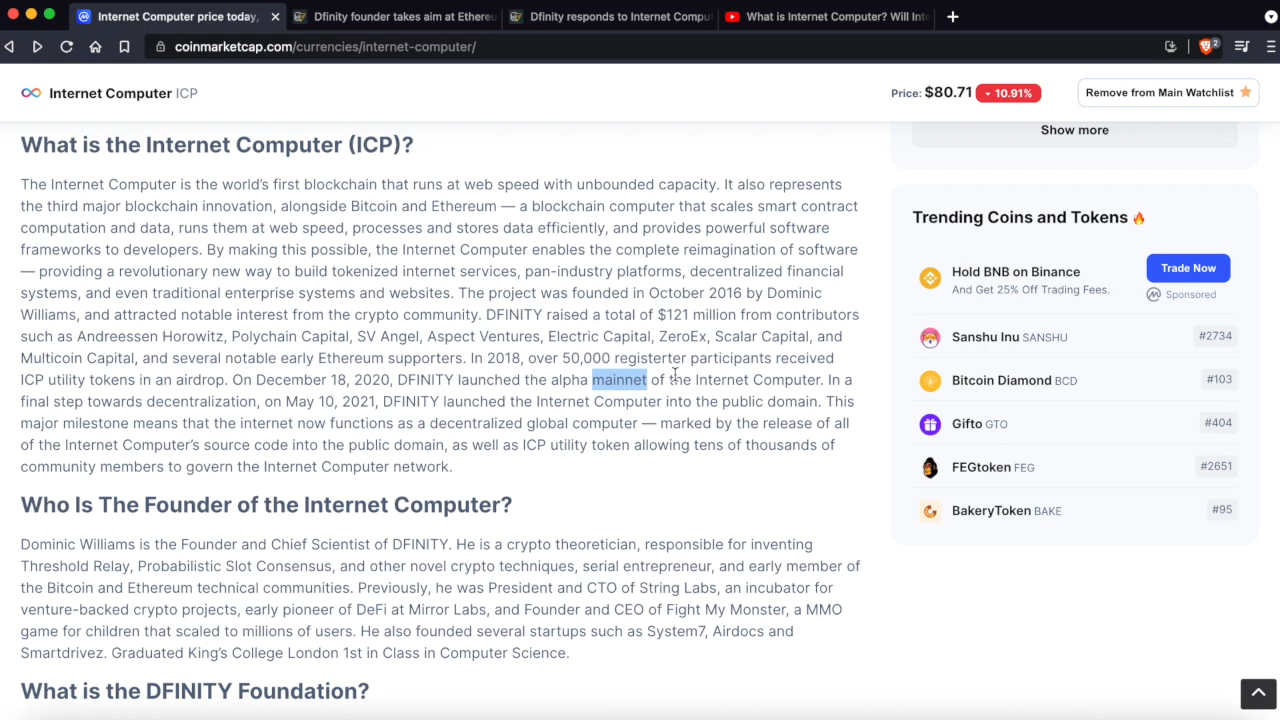 Internet Computer price today,
Dfinity founder takes aim at Ethereu
Dfinity responds to Internet Comput
What is Internet Computer? Will Inte
coinmarketcap.com/currencies/internet-computer/
2
Internet Computer ICP
Price: $80.71 10.91%
Remove from Main Watchlist
What is the Internet Computer (ICP)?
The Internet Computer is the world's first blockchain that runs at web speed with unbounded capacity. It also represents
the third major blockchain innovation, alongside Bitcoin and Ethereum — a blockchain computer that scales smart contract
computation and data, runs them at web speed, processes and stores data efficiently, and provides powerful software
frameworks to developers. By making this possible, the Internet Computer enables the complete reimagination of software
— providing a revolutionary new way to build tokenized internet services, pan-industry platforms, decentralized financial
systems, and even traditional enterprise systems and websites. The project was founded in October 2016 by Dominic
Williams, and attracted notable interest from the crypto community. DFINITY raised a total of $121 million from contributors
such as Andreessen Horowitz, Polychain Capital, SV Angel, Aspect Ventures, Electric Capital, ZeroEx, Scalar Capital, and
Multicoin Capital, and several notable early Ethereum supporters. In 2018, over 50,000 registerter participants received
ICP utility tokens in an airdrop. On December 18, 2020, DFINITY launched the alpha mainnet of the Internet Computer. In a
final step towards decentralization, on May 10, 2021, DFINITY launched the Internet Computer into the public domain. This
major milestone means that the internet now functions as a decentralized global computer — marked by the release of all
of the Internet Computer's source code into the public domain, as well as ICP utility token allowing tens of thousands of
community members to govern the Internet Computer network.
Who Is The Founder of the Internet Computer?
Dominic Williams is the Founder and Chief Scientist of DFINITY. He is a crypto theoretician, responsible for inventing
Threshold Relay, Probabilistic Slot Consensus, and other novel crypto techniques, serial entrepreneur, and early member of
the Bitcoin and Ethereum technical communities. Previously, he was President and CTO of String Labs, an incubator for
venture-backed crypto projects, early pioneer of DeFi at Mirror Labs, and Founder and CEO of Fight My Monster, a MMO
game for children that scaled to millions of users. He also founded several startups such as System7, Airdocs and
Smartdrivez. Graduated King's College London 1st in Class in Computer Science.
What is the DFINITY Foundation?
Show more
Trending Coins and Tokens
Hold BNB on Binance
And Get 25% Off Trading Fees.
Trade Now
Sponsored
Sanshu Inu SANSHU #2734
Bitcoin Diamond BCD #103
Gifto GTO #404
FEGtoken FEG #2651
BakeryToken BAKE #95